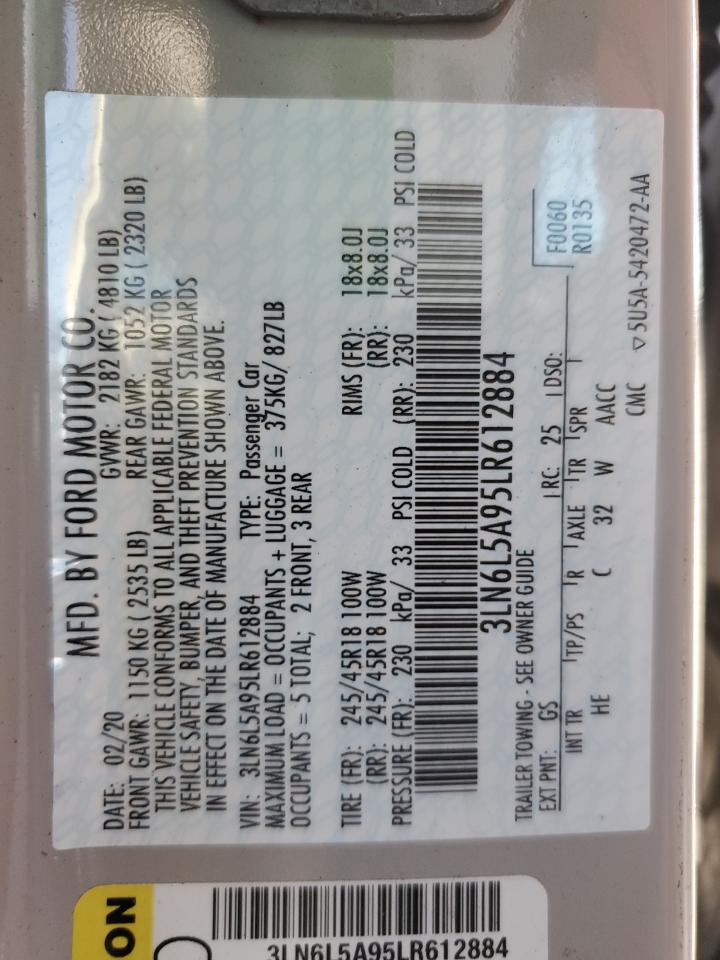 MFD. BY FORD MOTOR CO.
DATE: 02/20 GVWR: 2182 KG ( 4810 LB)
FRONT GAWR: 1150 KG ( 2535 LB) REAR GAWR: 1052 KG ( 2320 LB)
THIS VEHICLE CONFORMS TO ALL APPLICABLE FEDERAL MOTOR
VEHICLE SAFETY, BUMPER, AND THEFT PREVENTION STANDARDS
IN EFFECT ON THE DATE OF MANUFACTURE SHOWN ABOVE.
VIN: 3LN6L5A95LR612884 TYPE: Passenger Car
MAXIMUM LOAD = OCCUPANTS + LUGGAGE = 375KG/ 827LB
OCCUPANTS = 5 TOTAL; 2 FRONT, 3 REAR
TIRE (FR): 245/45R18 100W RIMS (FR): 18x8.0J
(RR): 245/45R18 100W (RR): 18x8.0J
PRESSURE (FR): 230 kPa/ 33 PSI COLD (RR): 230 kPa/ 33 PSI COLD
3LN6L5A95LR612884
TRAILER TOWING - SEE OWNER GUIDE
EXT PNT: GS RC: 25 DSO: F0060
R0135
INT TR TP/PS R AXLE TR SPR
HE C 32 W AACC
CMC ▽5U5A-5420472-AA
ON
3LN6L5A95LR612884